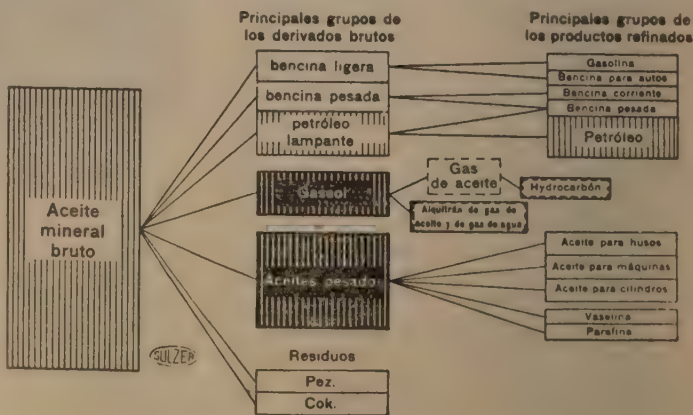 Principales grupos de
los derivados brutos
Principales grupos de
los productos refinados
Aceite
mineral
bruto
bencina ligera
bencina pesada
petróleo
lampante
Gasoil
Aceites pesado
Residuos
Pez.
Cok.
Gas
de aceite
Hydrocarbón
Alquitrán de gas de
aceite y de gas de agua
Gasolina
Bencina para autos
Bencina corriente
Bencina pesada
Petróleo
Aceite para husos
Aceite para máquinas
Aceite para cilindros
Vaselina
Parafina
SULZER